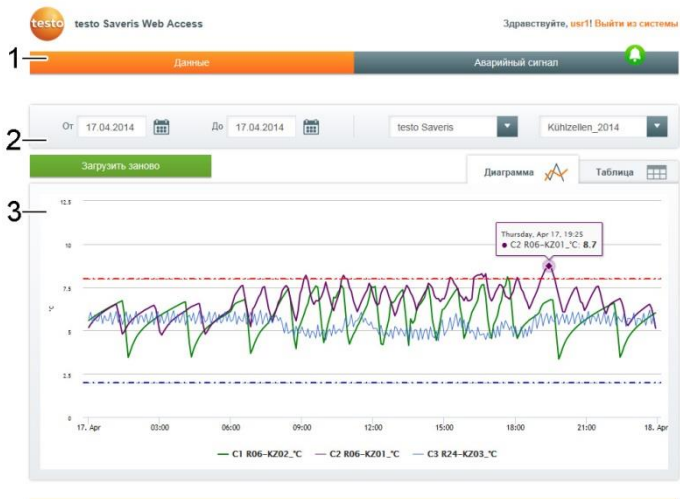 testo
testo Saveris Web Access
Здравствуйте, usr1! Выйти из системы
1
Данные
Аварийный сигнал
2
От 17.04.2014
До 17.04.2014
testo Saveris
Kühlzellen_2014
Загрузить заново
Диаграмма
Таблица
3
12.5
10
7.5
5
2.5
0
°C
Thursday, Apr 17, 19:25
C2 R06-KZ01_°C: 8.7
17. Apr 03:00 06:00 09:00 12:00 15:00 18:00 21:00 18. Apr
C1 R06-KZ02_°C C2 R06-KZ01_°C C3 R24-KZ03_°C